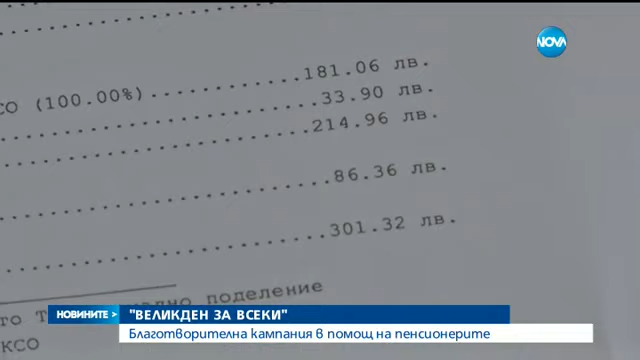 NOVA
СО (100.00%)............181.06 лв.
33.90 лв.
214.96 лв.
86.36 лв.
301.32 лв.
поделение
КСО
НОВИНИТЕ
"ВЕЛИКДЕН ЗА ВСЕКИ"
Благотворителна кампания в помощ на пенсионерите